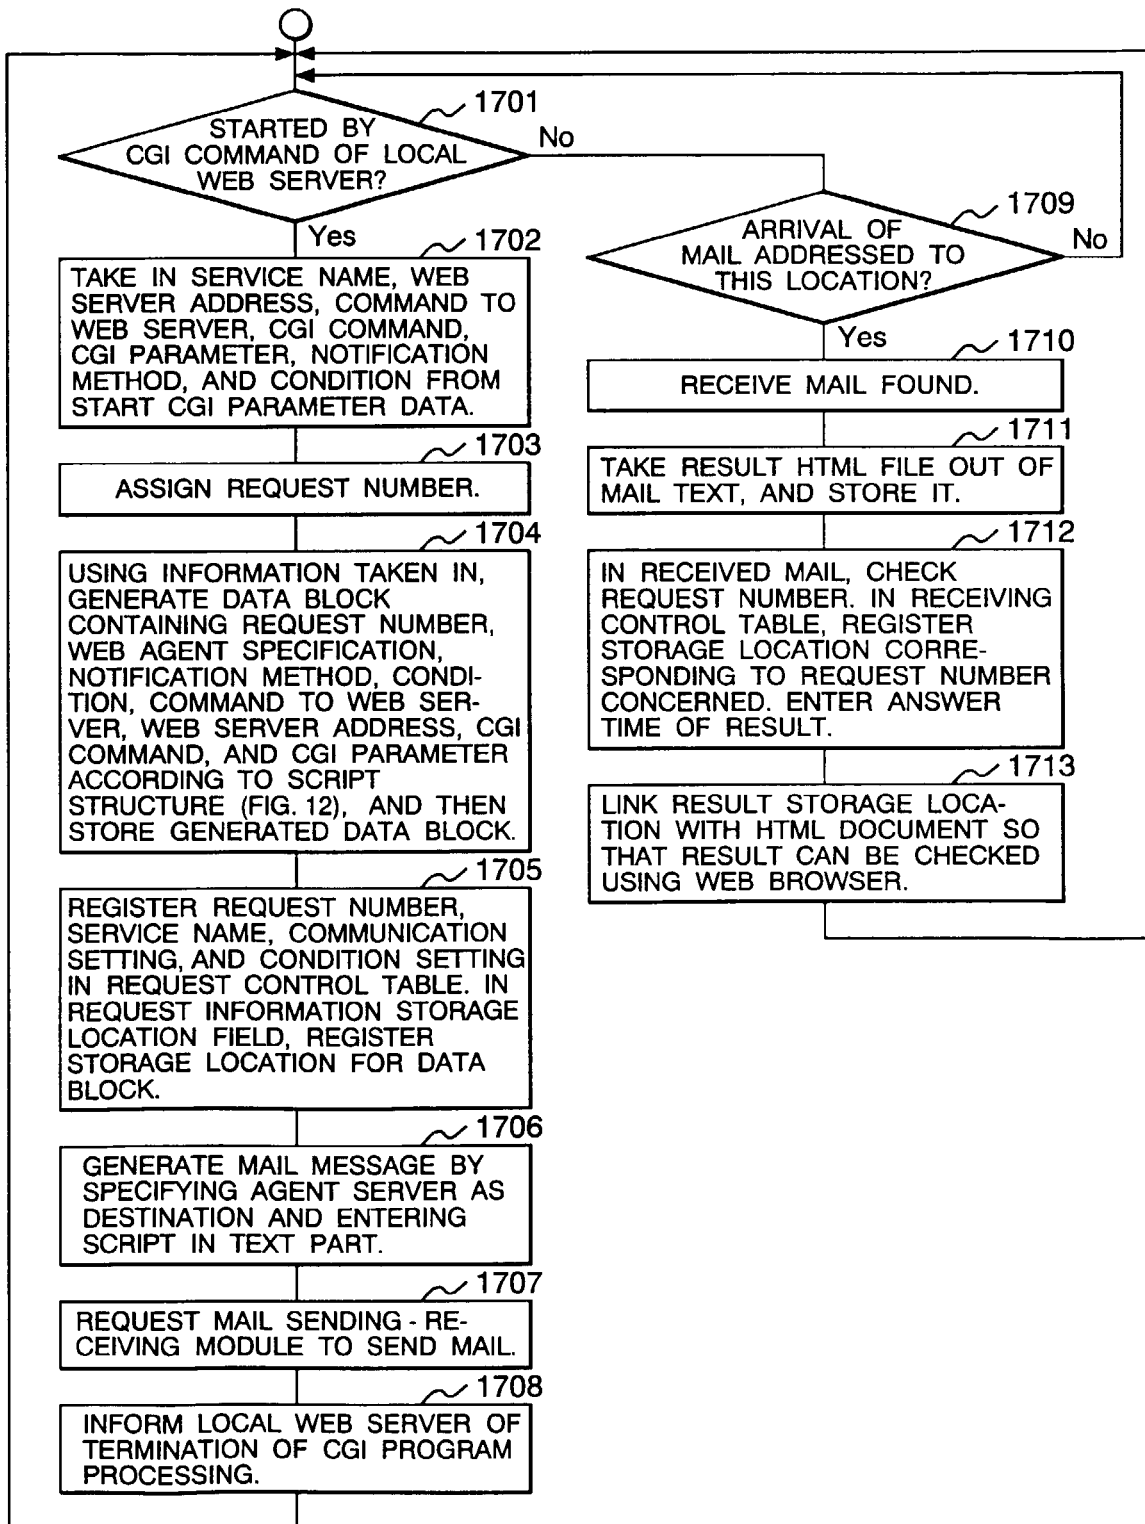 1701
STARTED BY
CGI COMMAND OF LOCAL
WEB SERVER?
No
Yes
1702
TAKE IN SERVICE NAME, WEB
SERVER ADDRESS, COMMAND TO
WEB SERVER, CGI COMMAND,
CGI PARAMETER, NOTIFICATION
METHOD, AND CONDITION FROM
START CGI PARAMETER DATA.
1703
ASSIGN REQUEST NUMBER.
1704
USING INFORMATION TAKEN IN,
GENERATE DATA BLOCK
CONTAINING REQUEST NUMBER,
WEB AGENT SPECIFICATION,
NOTIFICATION METHOD, CONDI-
TION, COMMAND TO WEB SER-
VER, WEB SERVER ADDRESS, CGI
COMMAND, AND CGI PARAMETER
ACCORDING TO SCRIPT
STRUCTURE (FIG. 12), AND THEN
STORE GENERATED DATA BLOCK.
1705
REGISTER REQUEST NUMBER,
SERVICE NAME, COMMUNICATION
SETTING, AND CONDITION SETTING
IN REQUEST CONTROL TABLE. IN
REQUEST INFORMATION STORAGE
LOCATION FIELD, REGISTER
STORAGE LOCATION FOR DATA
BLOCK.
1706
GENERATE MAIL MESSAGE BY
SPECIFYING AGENT SERVER AS
DESTINATION AND ENTERING
SCRIPT IN TEXT PART.
1707
REQUEST MAIL SENDING - RE-
CEIVING MODULE TO SEND MAIL.
1708
INFORM LOCAL WEB SERVER OF
TERMINATION OF CGI PROGRAM
PROCESSING.
1709
ARRIVAL OF
MAIL ADDRESSED TO
THIS LOCATION?
No
Yes
1710
RECEIVE MAIL FOUND.
1711
TAKE RESULT HTML FILE OUT OF
MAIL TEXT, AND STORE IT.
1712
IN RECEIVED MAIL, CHECK
REQUEST NUMBER. IN RECEIVING
CONTROL TABLE, REGISTER
STORAGE LOCATION CORRE-
SPONDING TO REQUEST NUMBER
CONCERNED. ENTER ANSWER
TIME OF RESULT.
1713
LINK RESULT STORAGE LOCA-
TION WITH HTML DOCUMENT SO
THAT RESULT CAN BE CHECKED
USING WEB BROWSER.